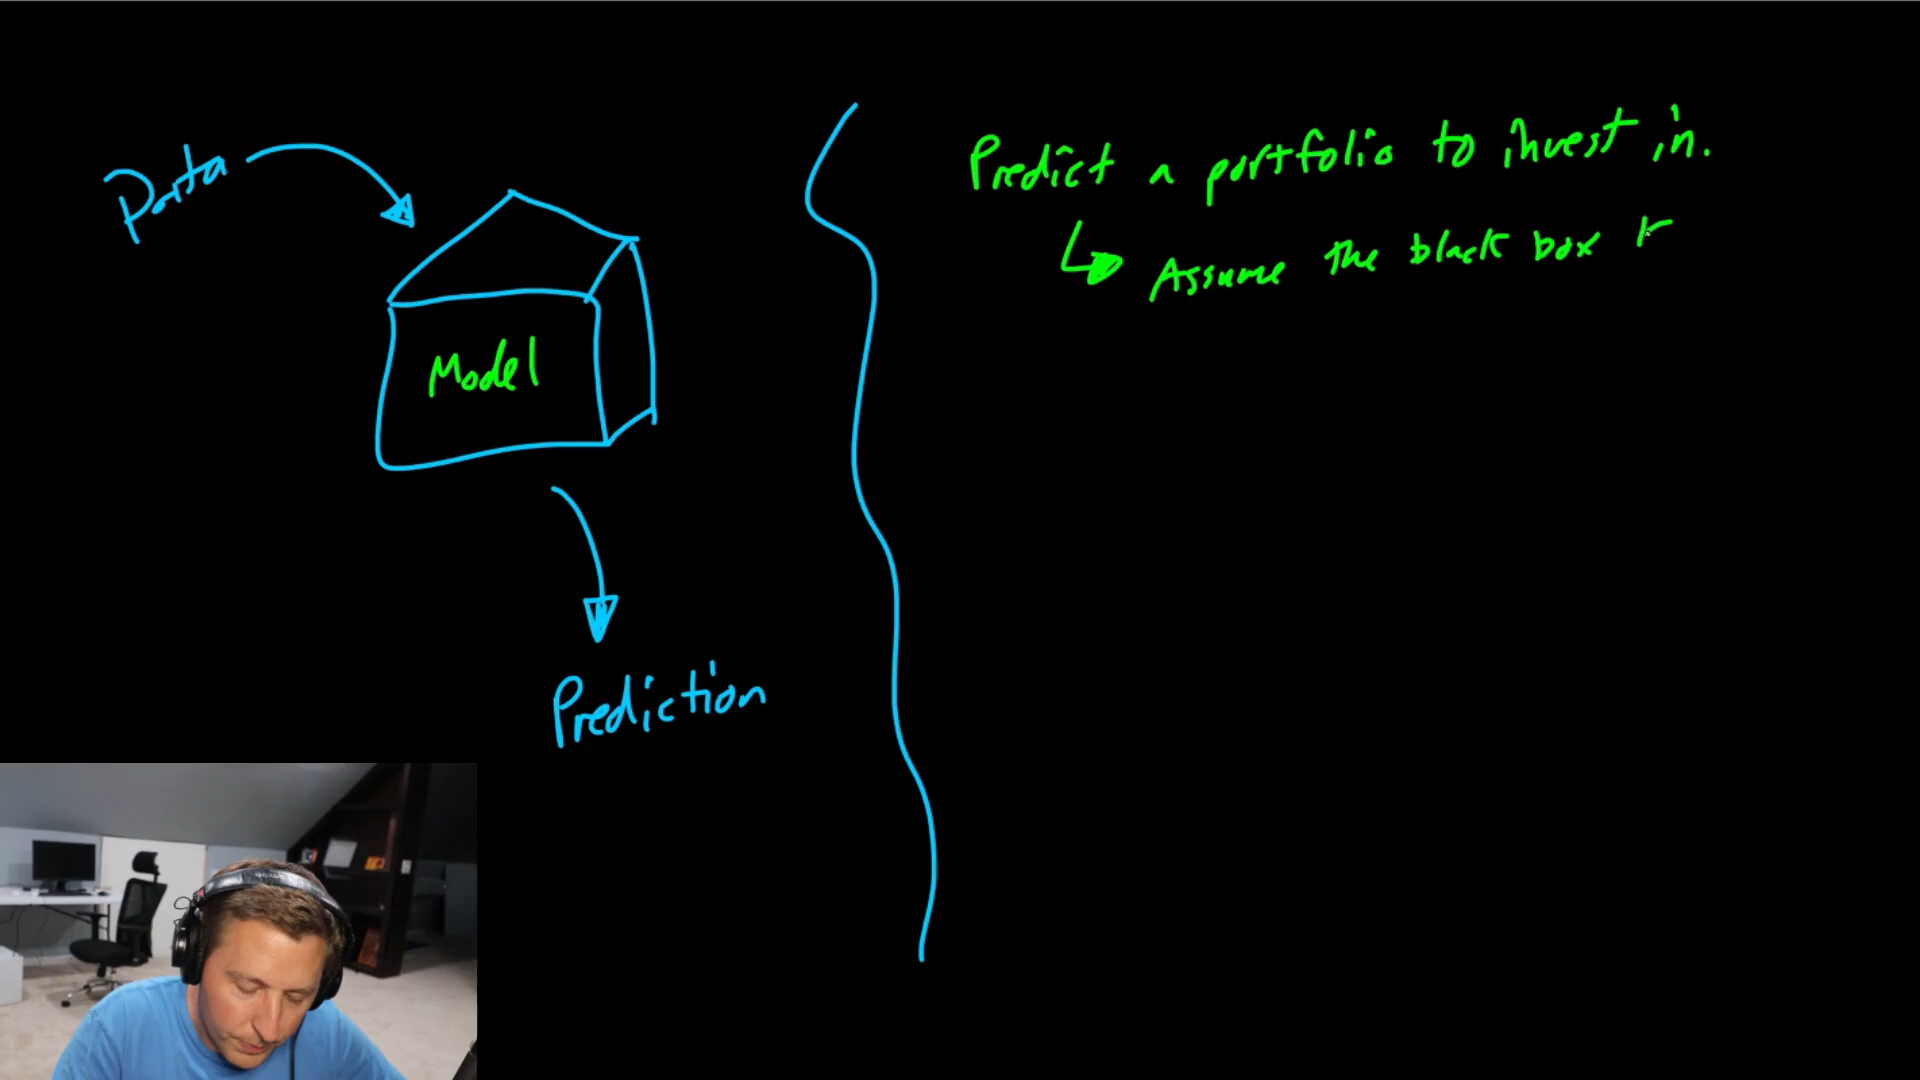 Data
Model
Prediction
Predict a portfolio to invest in.
Assume the black box